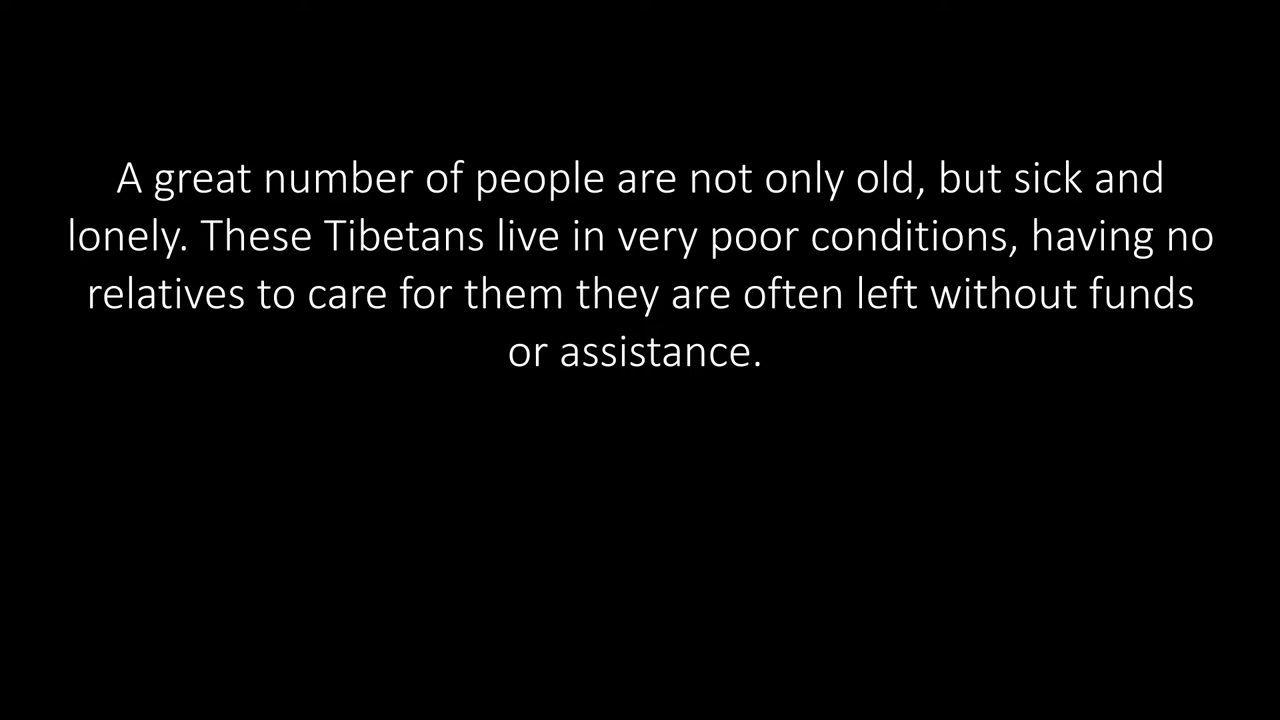 A great number of people are not only old, but sick and
lonely. These Tibetans live in very poor conditions, having no
relatives to care for them they are often left without funds
or assistance.